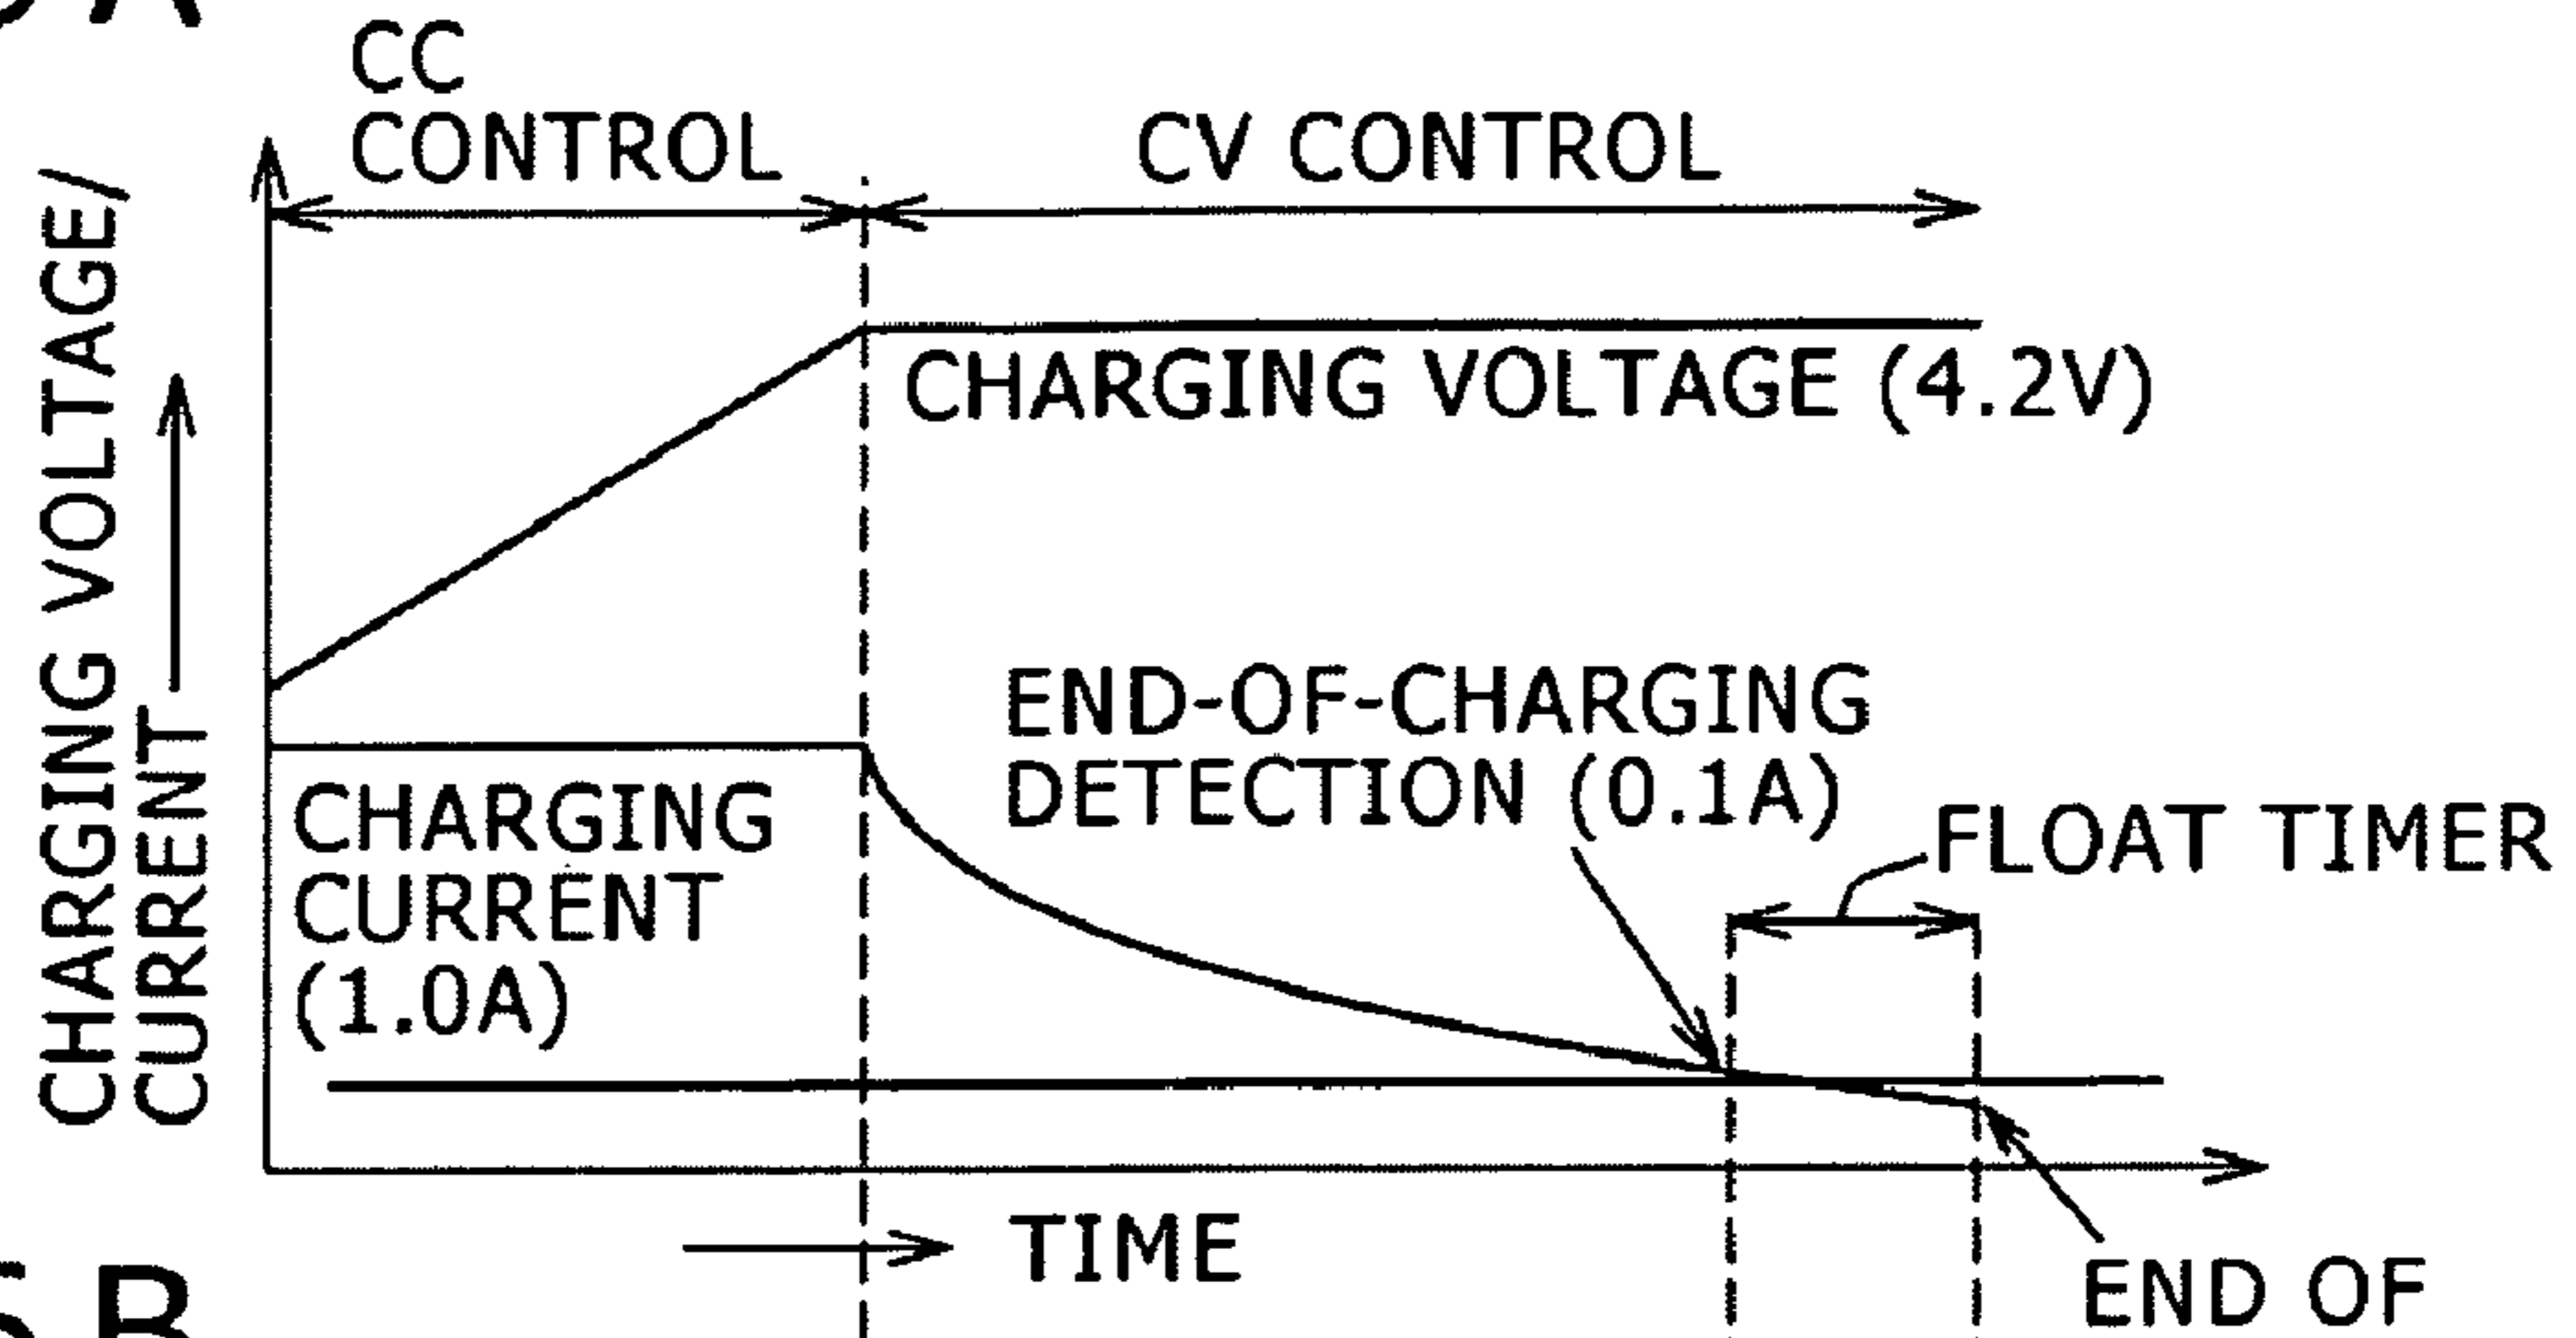 CC
CONTROL
CV CONTROL
CHARGING VOLTAGE/
CURRENT
CHARGING VOLTAGE (4.2V)
END-OF-CHARGING
DETECTION (0.1A)
CHARGING
CURRENT
(1.0A)
FLOAT TIMER
TIME
END OF
B